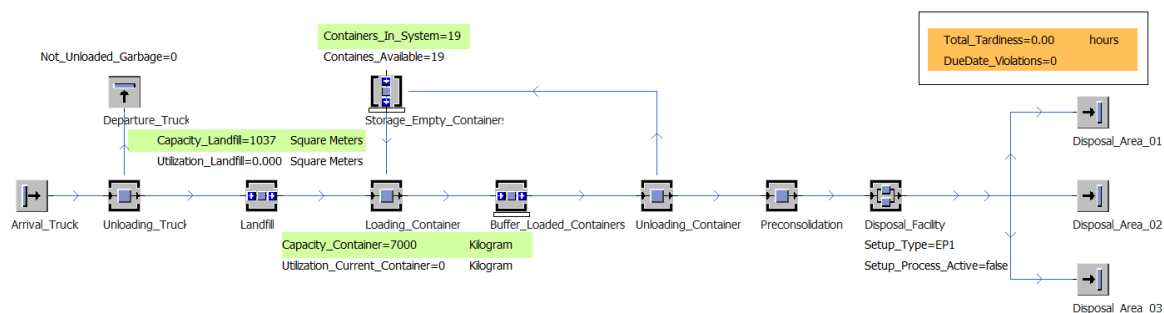 Containers_In_System=19
Containes_Available=19
Total_Tardiness=0.00 hours
DueDate_Violations=0
Not_Unloaded_Garbage=0
Departure_Truck
Storage_Empty_Containers
Capacity_Landfill=1037 Square Meters
Utilization_Landfill=0.000 Square Meters
Disposal_Area_01
Arrival_Truck
Unloading_Truck
Landfill
Loading_Container
Buffer_Loaded_Containers
Unloading_Container
Preconsolidation
Disposal_Facility
Disposal_Area_02
Capacity_Container=7000 Kilogram
Utilization_Current_Container=0 Kilogram
Setup_Type=EP1
Setup_Process_Active=false
Disposal_Area_03